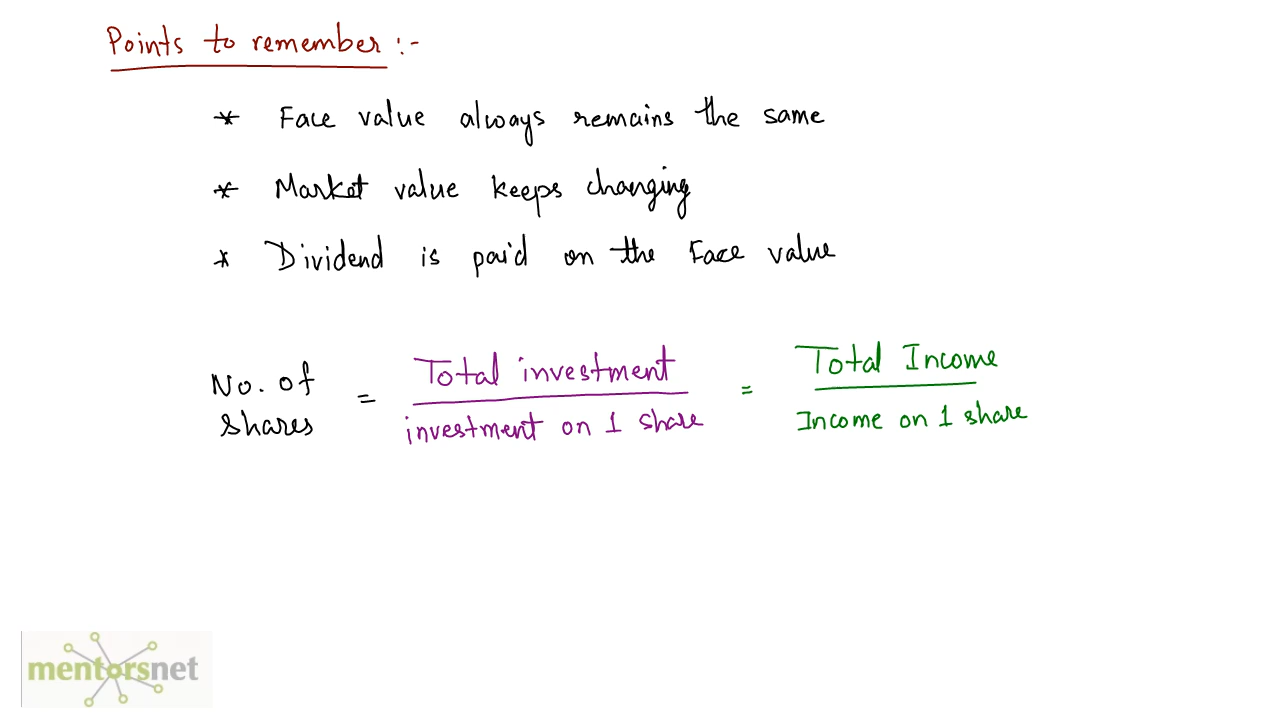 Points to remember :-
* Face value always remains the same
* Market value keeps changing
* Dividend is paid on the Face value
No. of shares = Total investment / investment on 1 share = Total Income / Income on 1 share
mentorsnet